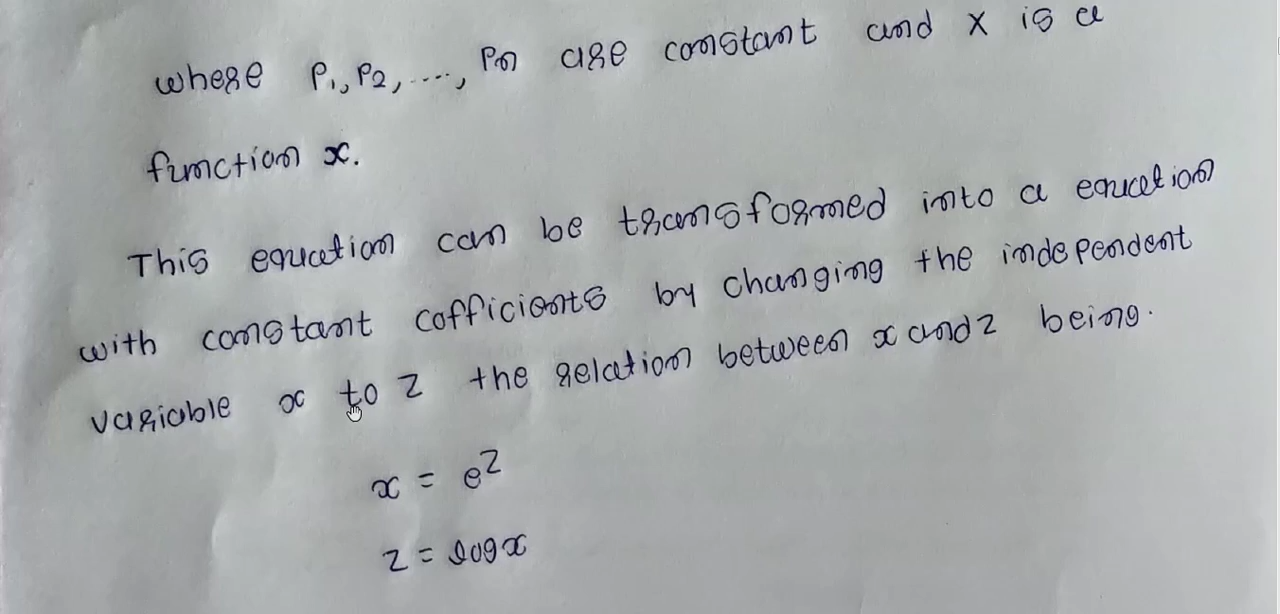 where P₁, P₂, ...., Pn are constant and X is a
function x.
This equation can be transformed into a equation
with constant cofficients by changing the independent
variable x to z the relation between x and z being.
x = e^z
z = logx